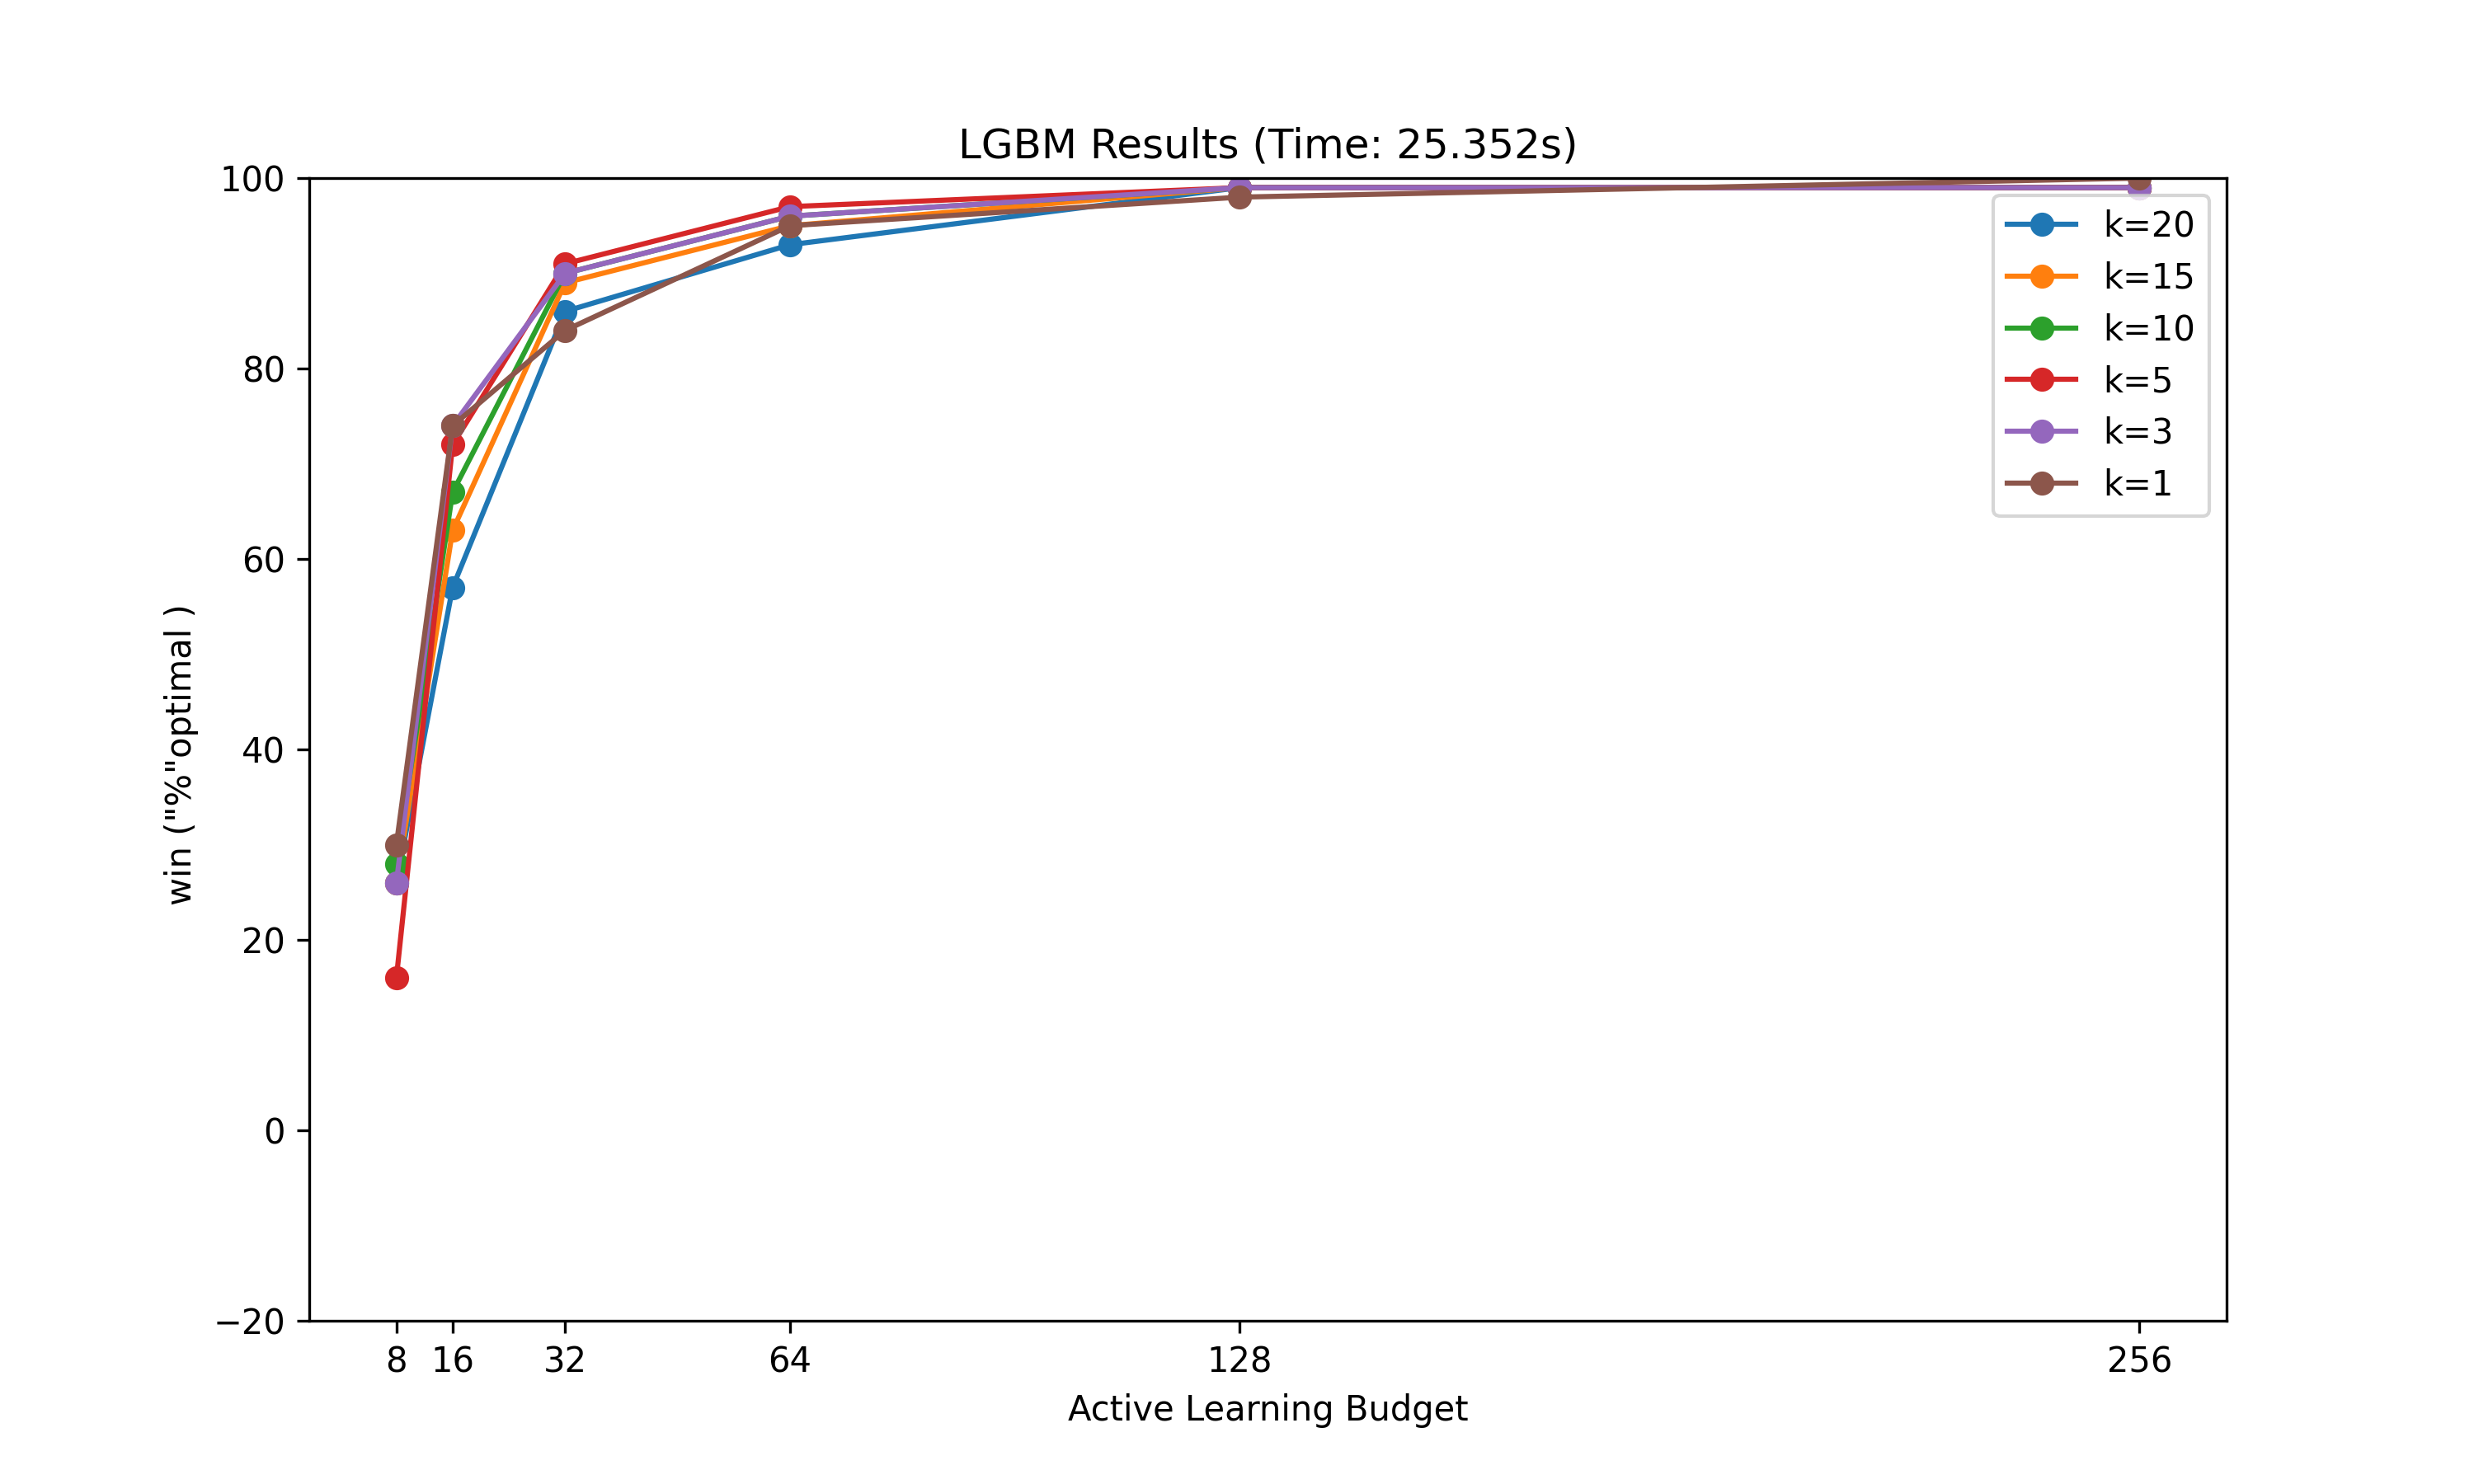 LGBM Results (Time: 25.352s)
100
80
60
40
20
0
−20
win ("%"optimal )
k=20
k=15
k=10
k=5
k=3
k=1
8 16 32 64 128 256
Active Learning Budget